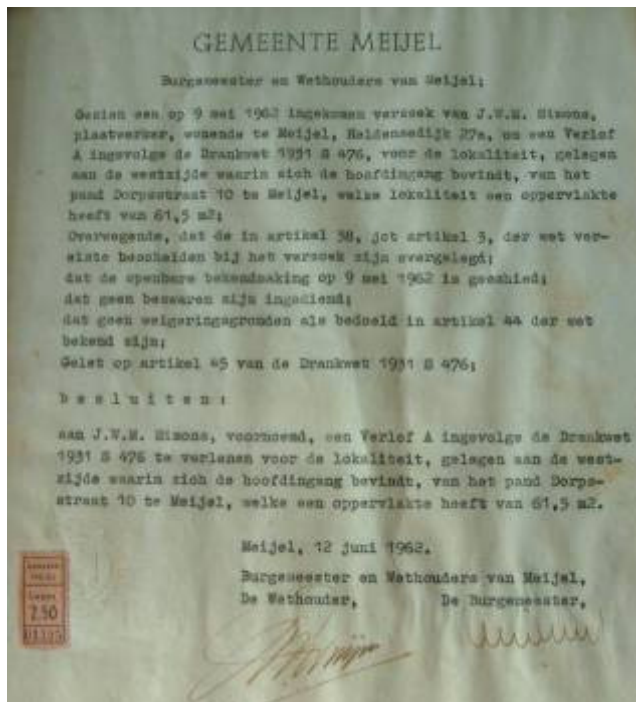 GEMEENTE MEIJEL
Burgemeester en Wethouders van Meijel;
Gezien een op 9 mei 1962 ingekomen verzoek van J.W.M. Simons,
plaatwerker, wonende te Meijel, Heldensedijk 27a, om een Verlof
A ingevolge de Drankwet 1931 S 476, voor de lokaliteit, gelegen
aan de westzijde waarin zich de hoofdingang bevindt, van het
pand Dorpsstraat 10 te Meijel, welke lokaliteit een oppervlakte
heeft van 61,5 m2;
Overwegende, dat de in artikel 38, jot artikel 3, der wet ver-
eiste bescheiden bij het verzoek zijn overgelegd;
dat de openbare bekendmaking op 9 mei 1962 is geschied;
dat geen bezwaren zijn ingediend;
dat geen weigeringsgronden als bedoeld in artikel 44 der wet
bekend zijn;
Gelet op artikel 45 van de Drankwet 1931 S 476;
b e s l u i t e n :
aan J.W.M. Simons, voornoemd, een Verlof A ingevolge de Drankwet
1931 S 476 te verlenen voor de lokaliteit, gelegen aan de west-
zijde waarin zich de hoofdingang bevindt, van het pand Dorps-
straat 10 te Meijel, welke een oppervlakte heeft van 61,5 m2.
Meijel, 12 juni 1962.
Burgemeester en Wethouders van Meijel,
De Wethouder, De Burgemeester,
Leges
2.50